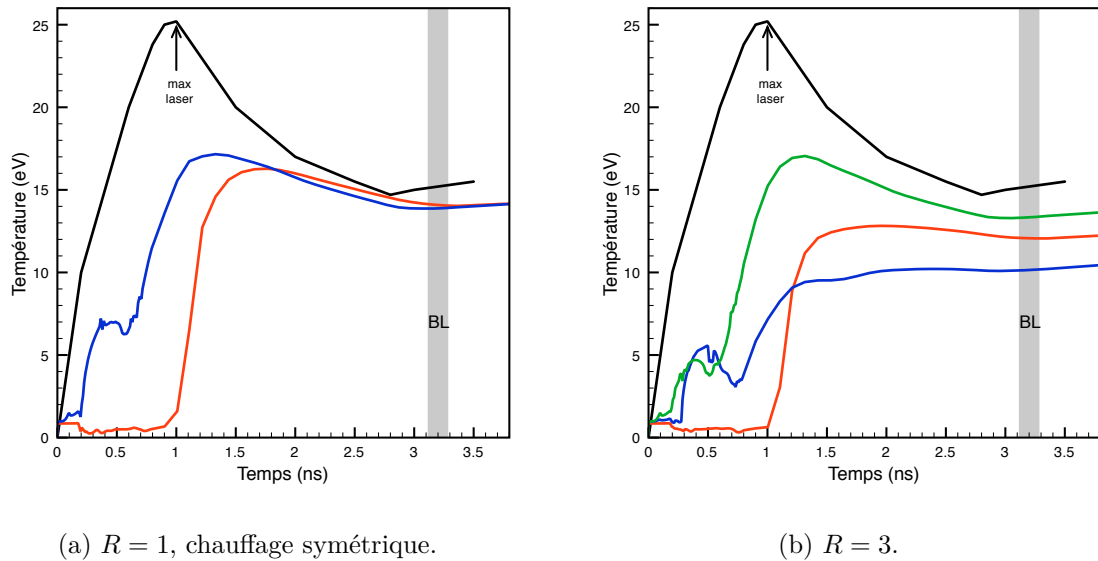 25
20
15
10
5
0
Température (eV)
max
laser
BL
0
0.5
1
1.5
2
2.5
3
3.5
Temps (ns)
(a) R = 1, chauffage symétrique.
25
20
15
10
5
0
Température (eV)
max
laser
BL
0
0.5
1
1.5
2
2.5
3
3.5
Temps (ns)
(b) R = 3.